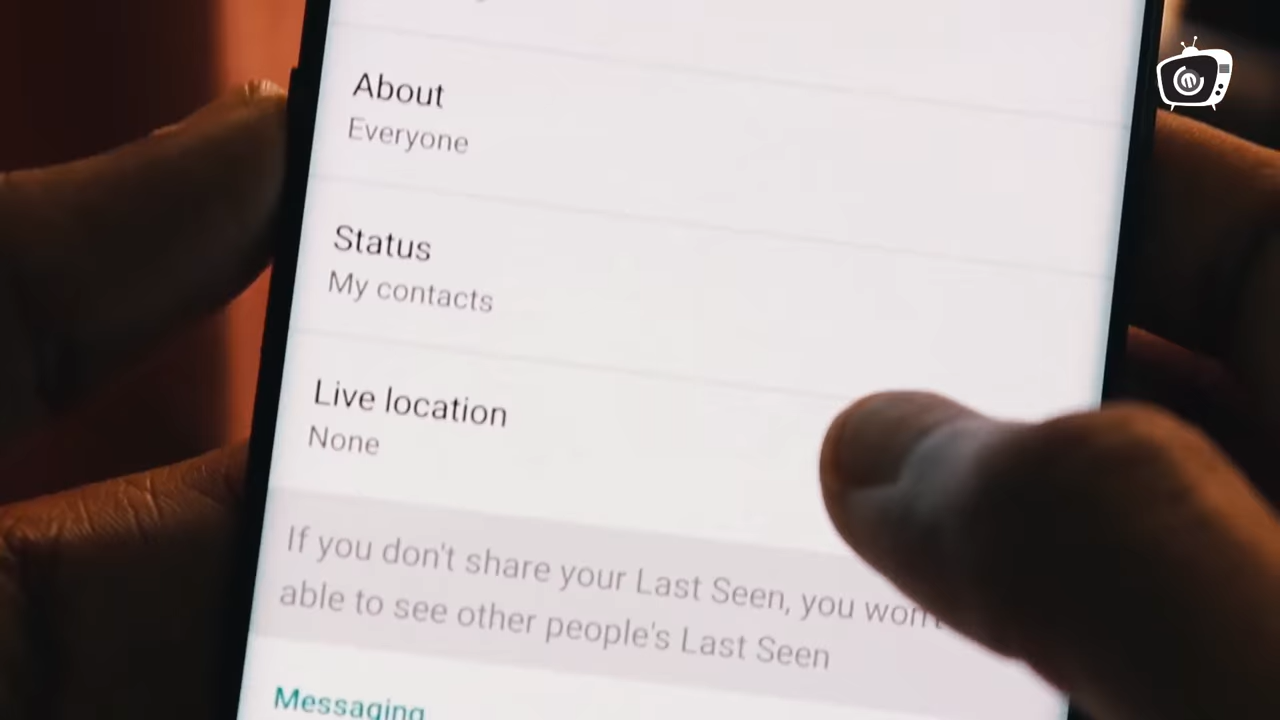 About
Everyone
Status
My contacts
Live location
None
If you don't share your Last Seen, you won't
able to see other people's Last Seen
Messaging